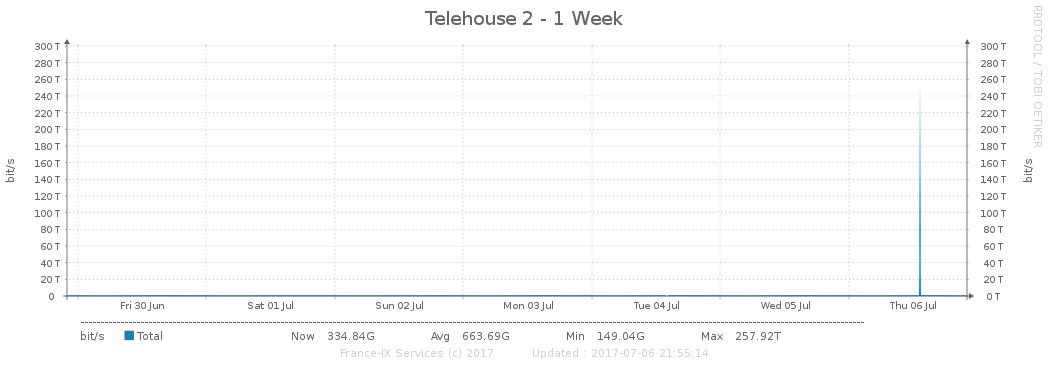 Telehouse 2 - 1 Week
RRDTOOL / TOBI OETIKER
bit/s
300 T 300 T
280 T 280 T
260 T 260 T
240 T 240 T
220 T 220 T
200 T 200 T
180 T 180 T
160 T 160 T
140 T 140 T
120 T 120 T
100 T 100 T
80 T 80 T
60 T 60 T
40 T 40 T
20 T 20 T
0 0 T
bit/s
Fri 30 Jun Sat 01 Jul Sun 02 Jul Mon 03 Jul Tue 04 Jul Wed 05 Jul Thu 06 Jul
bit/s Total Now 334.84G Avg 663.69G Min 149.04G Max 257.92T
France-IX Services (c) 2017 Updated : 2017-07-06 21:55:14